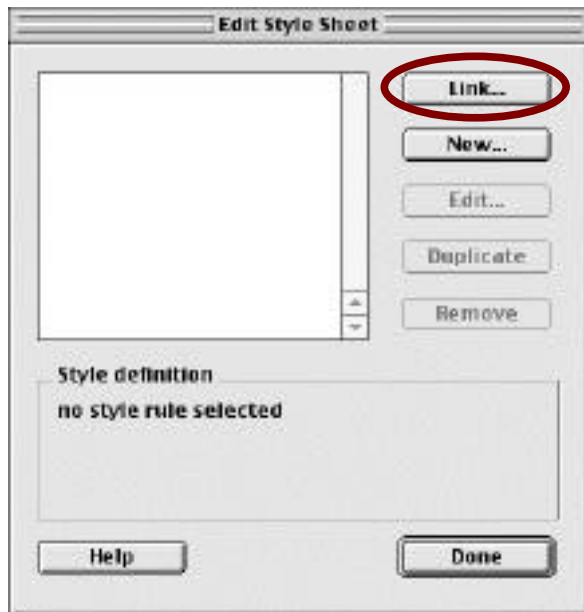 Edit Style Sheet
Link...
New...
Edit...
Duplicate
Remove
Style definition
no style rule selected
Help
Done